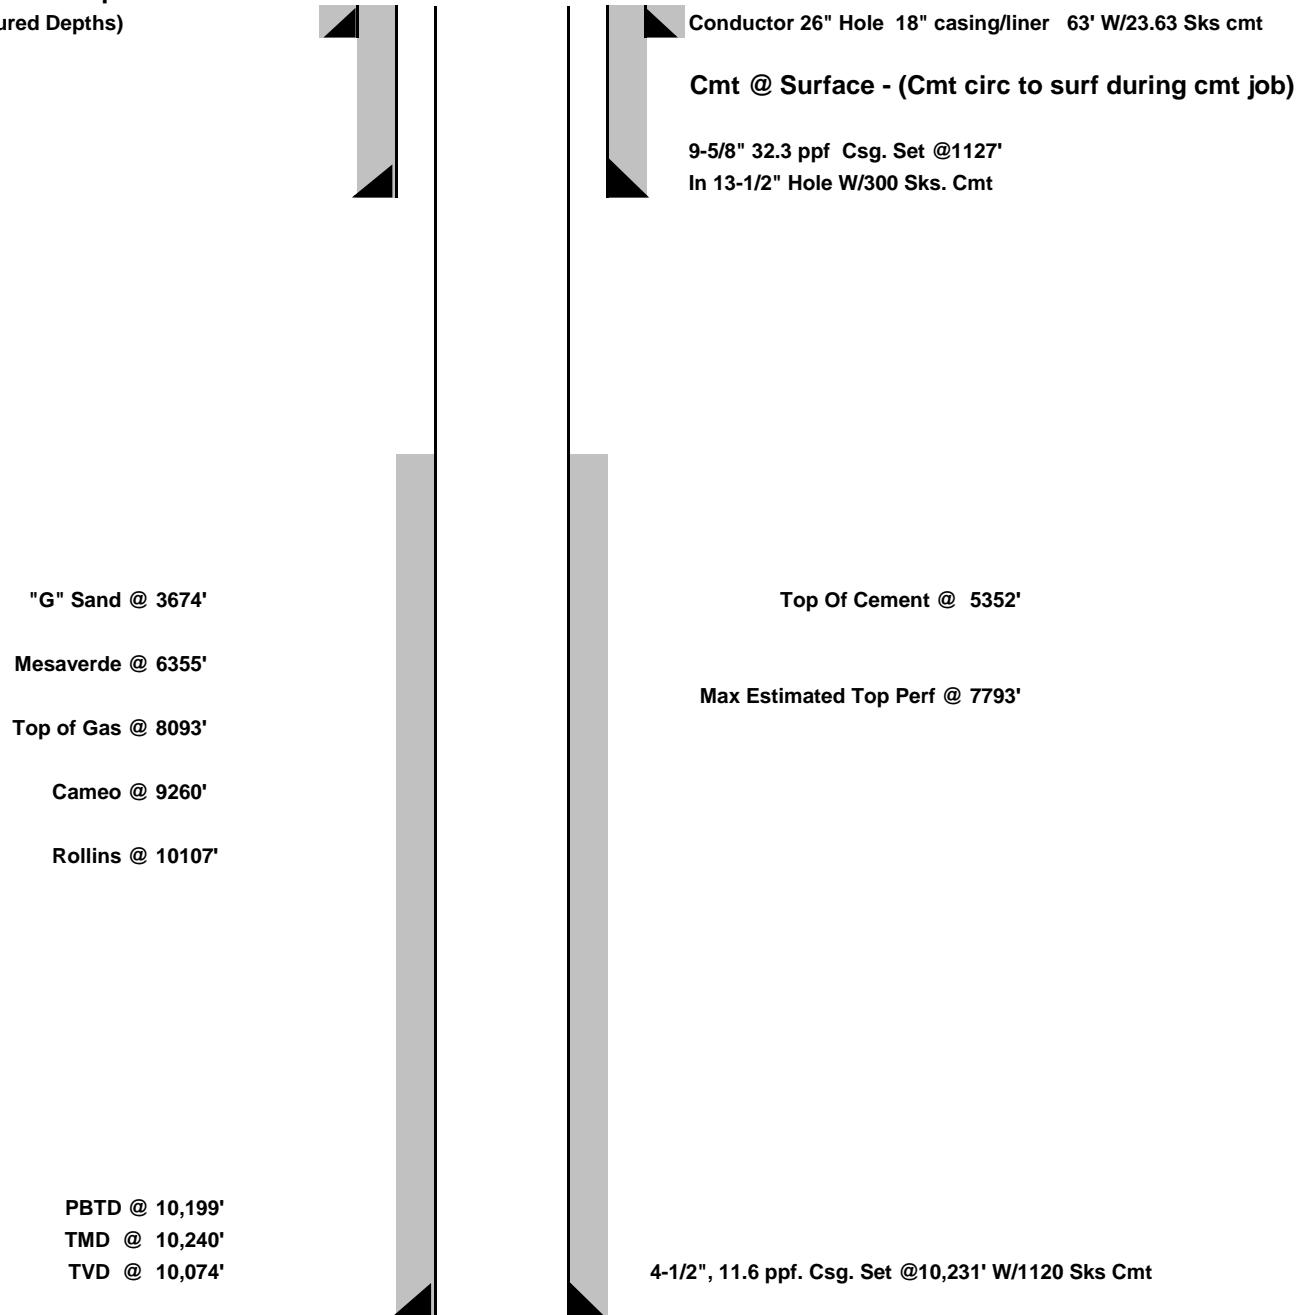 ured Depths)
Conductor 26" Hole 18" casing/liner 63' W/23.63 Sks cmt
Cmt @ Surface - (Cmt circ to surf during cmt job)
9-5/8" 32.3 ppf Csg. Set @1127'
In 13-1/2" Hole W/300 Sks. Cmt
"G" Sand @ 3674'
Top Of Cement @ 5352'
Mesaverde @ 6355'
Max Estimated Top Perf @ 7793'
Top of Gas @ 8093'
Cameo @ 9260'
Rollins @ 10107'
PBTD @ 10,199'
TMD @ 10,240'
TVD @ 10,074'
4-1/2", 11.6 ppf. Csg. Set @10,231' W/1120 Sks Cmt